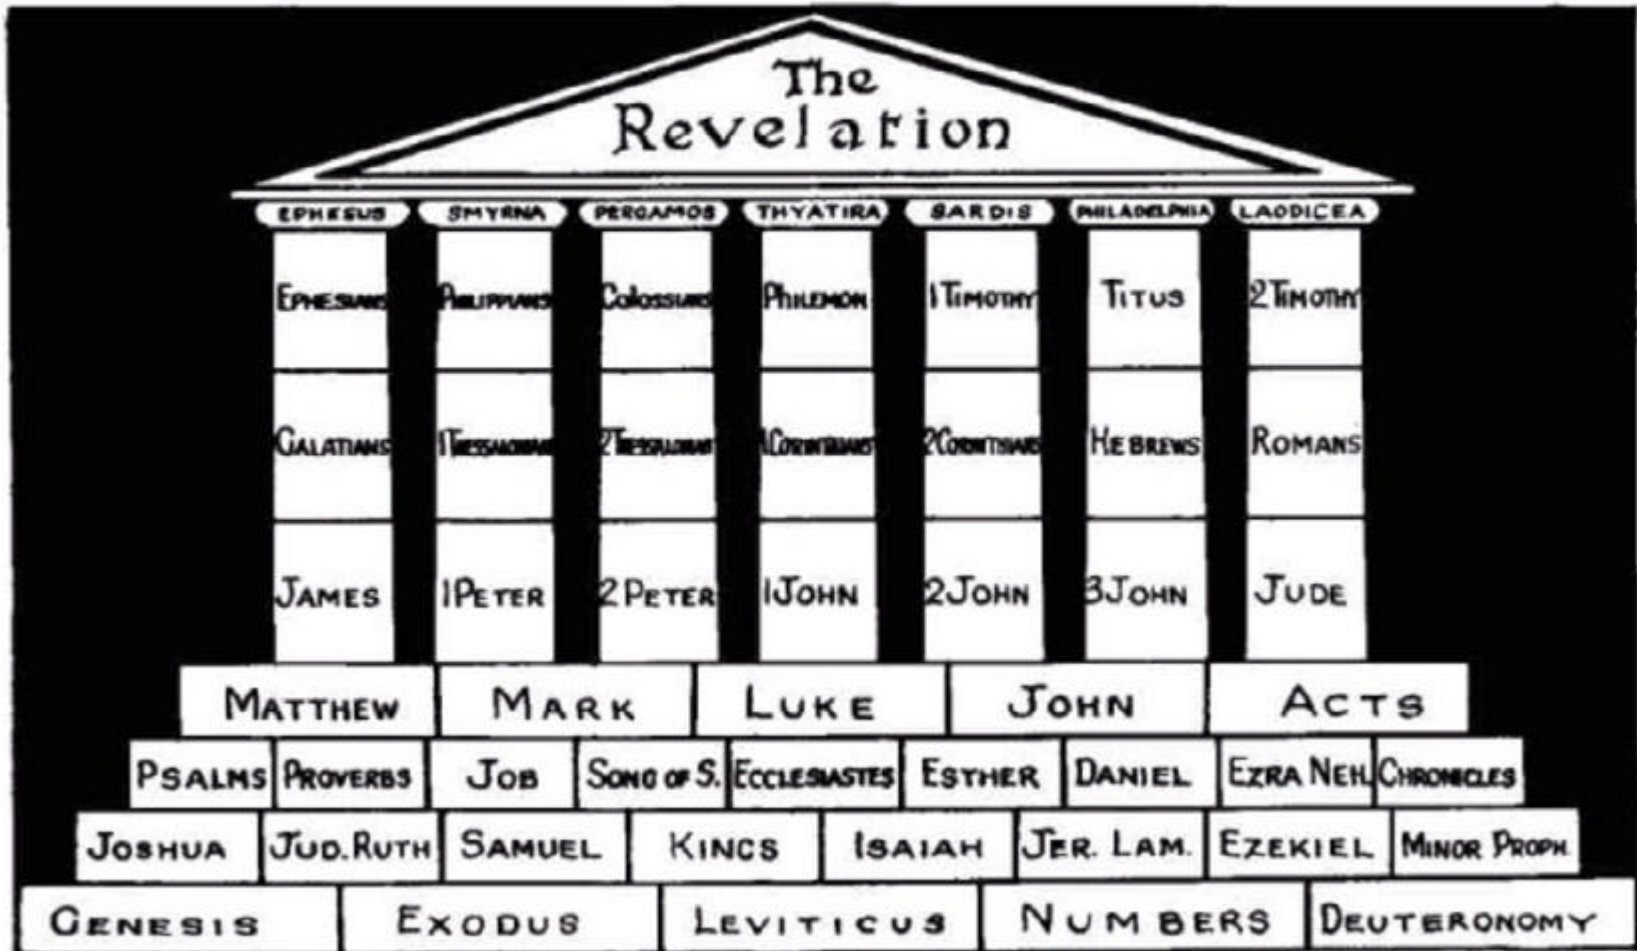 The
Revelation
EPHESUS SMYRNA PERGAMOS THYATIRA SARDIS PHILADELPHIA LAODICEA
EPHESIANS PHILIPPIANS COLOSSIANS PHILEMON 1 TIMOTHY TITUS 2 TIMOTHY
GALATIANS 1 THESSALONIANS 2 THESSALONIANS 1 CORINTHIANS 2 CORINTHIANS HEBREWS ROMANS
JAMES 1 PETER 2 PETER 1 JOHN 2 JOHN 3 JOHN JUDE
MATTHEW MARK LUKE JOHN ACTS
PSALMS PROVERBS JOB SONG OF S. ECCLESIASTES ESTHER DANIEL EZRA NEH. CHRONICLES
JOSHUA JUD. RUTH SAMUEL KINGS ISAIAH JER. LAM. EZEKIEL MINOR PROPH.
GENESIS EXODUS LEVITICUS NUMBERS DEUTERONOMY